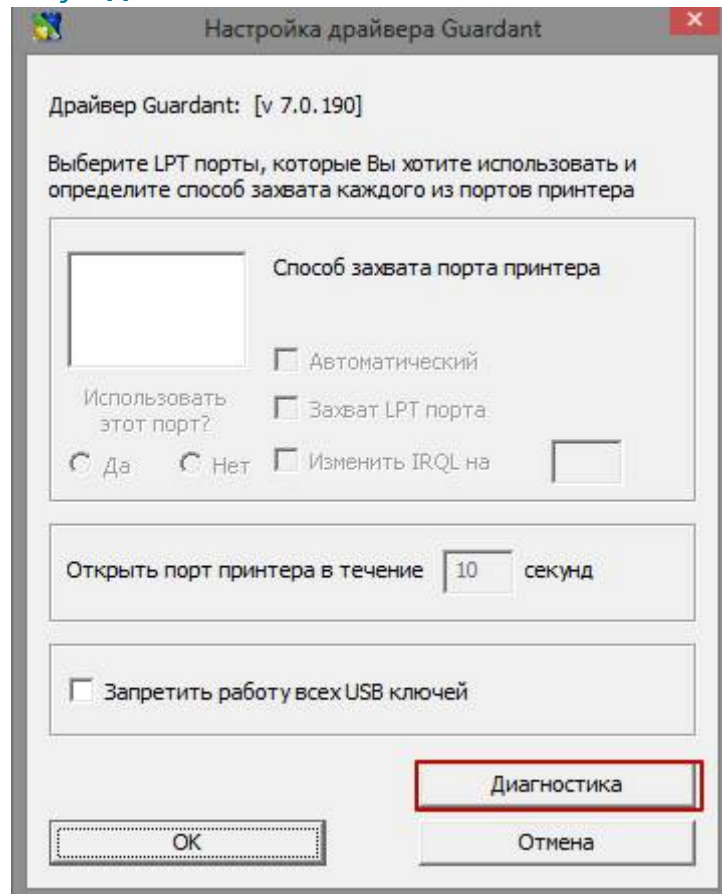 Настройка драйвера Guardant
Драйвер Guardant: [v 7.0.190]
Выберите LPT порты, которые Вы хотите использовать и
определите способ захвата каждого из портов принтера
Способ захвата порта принтера
Автоматический
Использовать
этот порт?
Захват LPT порта
Да
Нет
Изменить IRQL на
Открыть порт принтера в течение 10 секунд
Запретить работу всех USB ключей
Диагностика
OK
Отмена